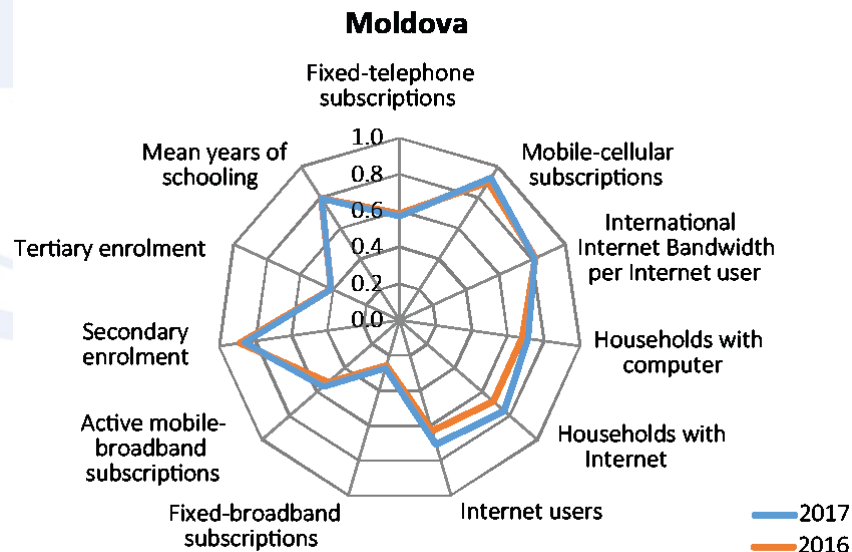 Moldova
Fixed-telephone
subscriptions
1.0
0.8
0.6
0.4
0.2
0.0
Mobile-cellular
subscriptions
International
Internet Bandwidth
per Internet user
Households with
computer
Households with
Internet
Internet users
Fixed-broadband
subscriptions
Active mobile-
broadband
subscriptions
Secondary
enrolment
Tertiary enrolment
Mean years of
schooling
2017
2016